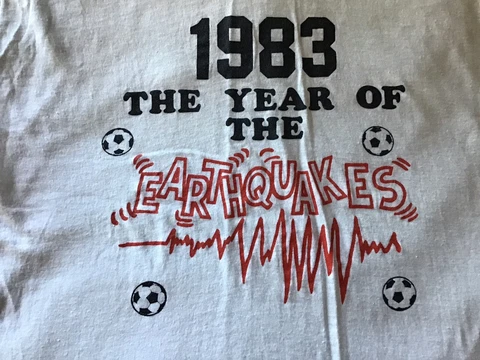 1983
THE YEAR OF
THE
EARTHQUAKES